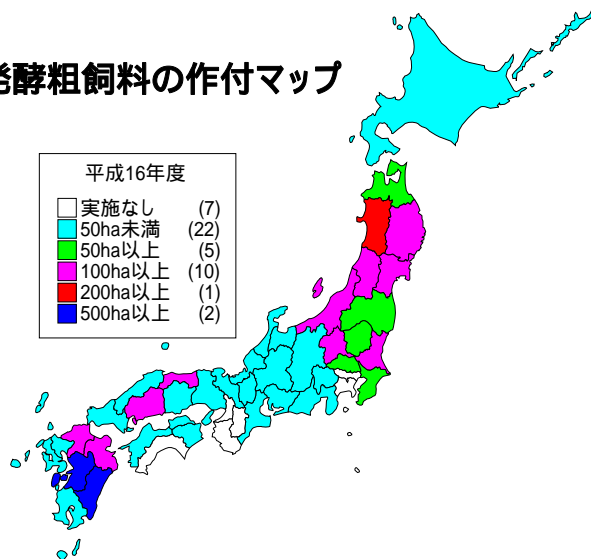 発酵粗飼料の作付マップ
平成16年度
実施なし (7)
50ha未満 (22)
50ha以上 (5)
100ha以上 (10)
200ha以上 (1)
500ha以上 (2)